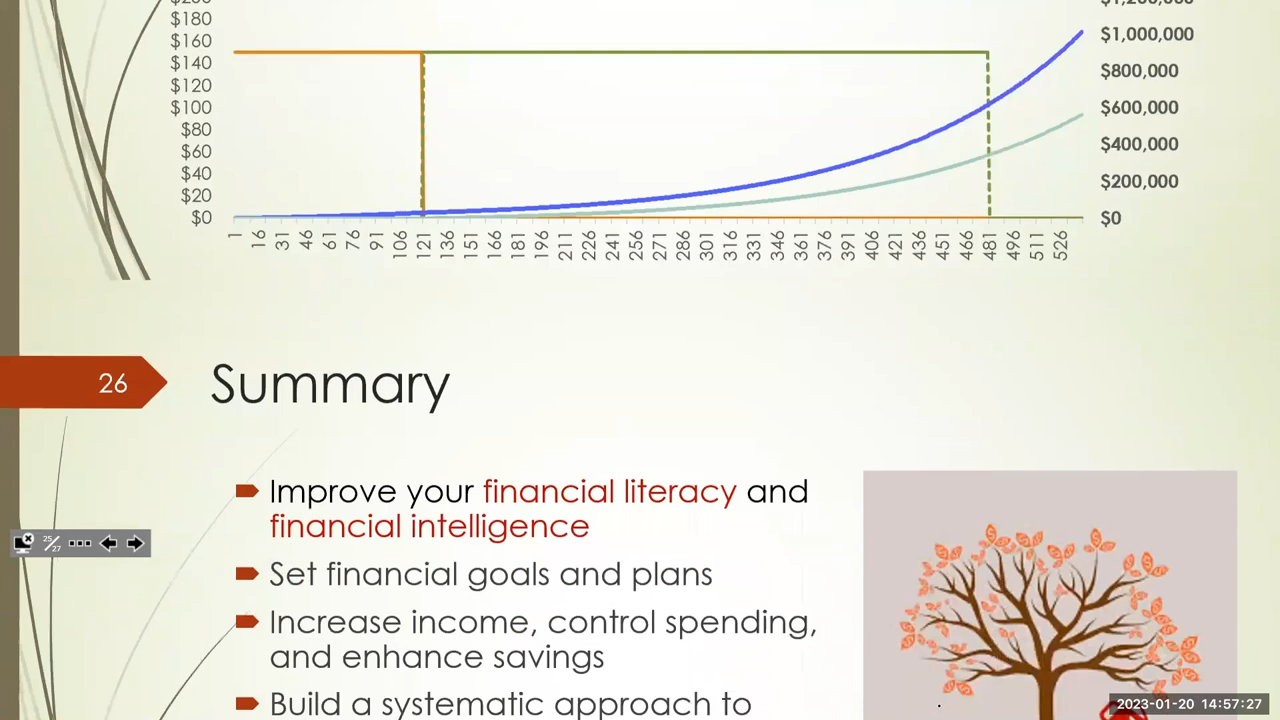 $180
$160
$140
$120
$100
$80
$60
$40
$20
$0
$1,000,000
$800,000
$600,000
$400,000
$200,000
$0
1 16 31 46 61 76 91 106 121 136 151 166 181 196 211 226 241 256 271 286 301 316 331 346 361 376 391 406 421 436 451 466 481 496 511 526
26
Summary
Improve your financial literacy and
financial intelligence
Set financial goals and plans
25/27
Increase income, control spending,
and enhance savings
Build a systematic approach to
2023-01-20 14:57:27